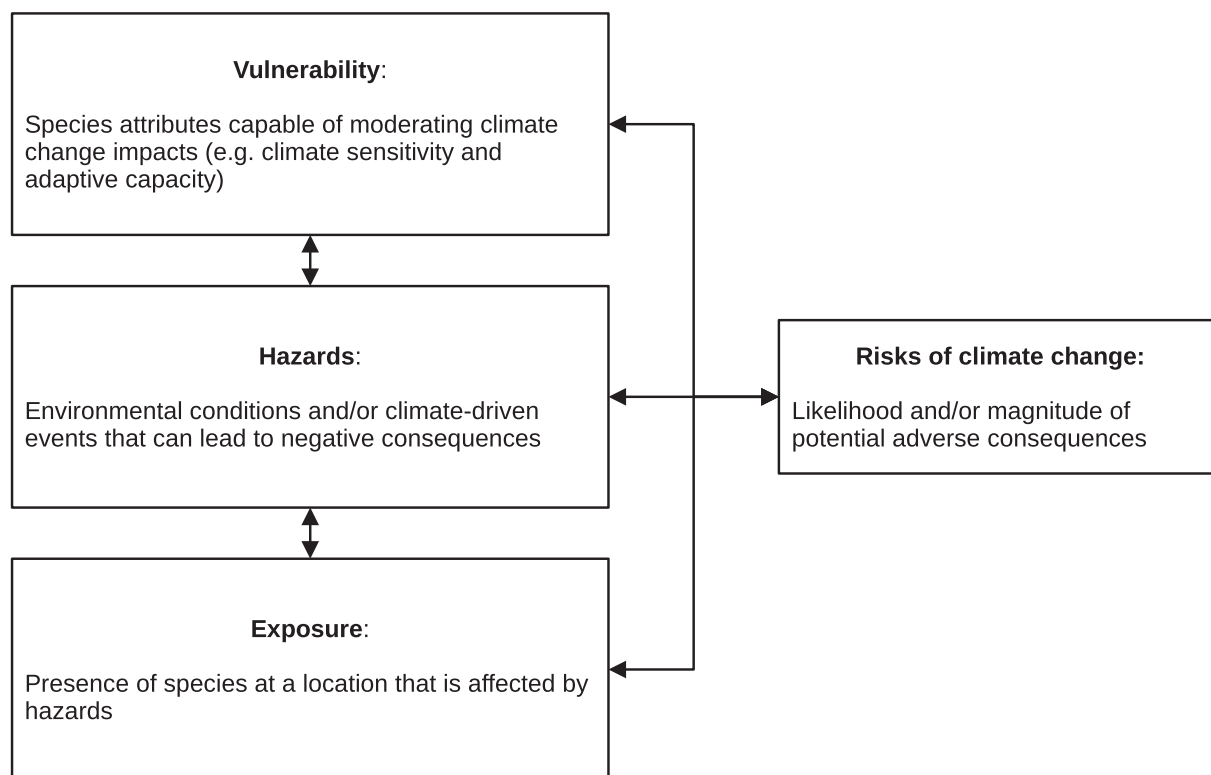 Vulnerability:
Species attributes capable of moderating climate
change impacts (e.g. climate sensitivity and
adaptive capacity)
Hazards:
Environmental conditions and/or climate-driven
events that can lead to negative consequences
Risks of climate change:
Likelihood and/or magnitude of
potential adverse consequences
Exposure:
Presence of species at a location that is affected by
hazards